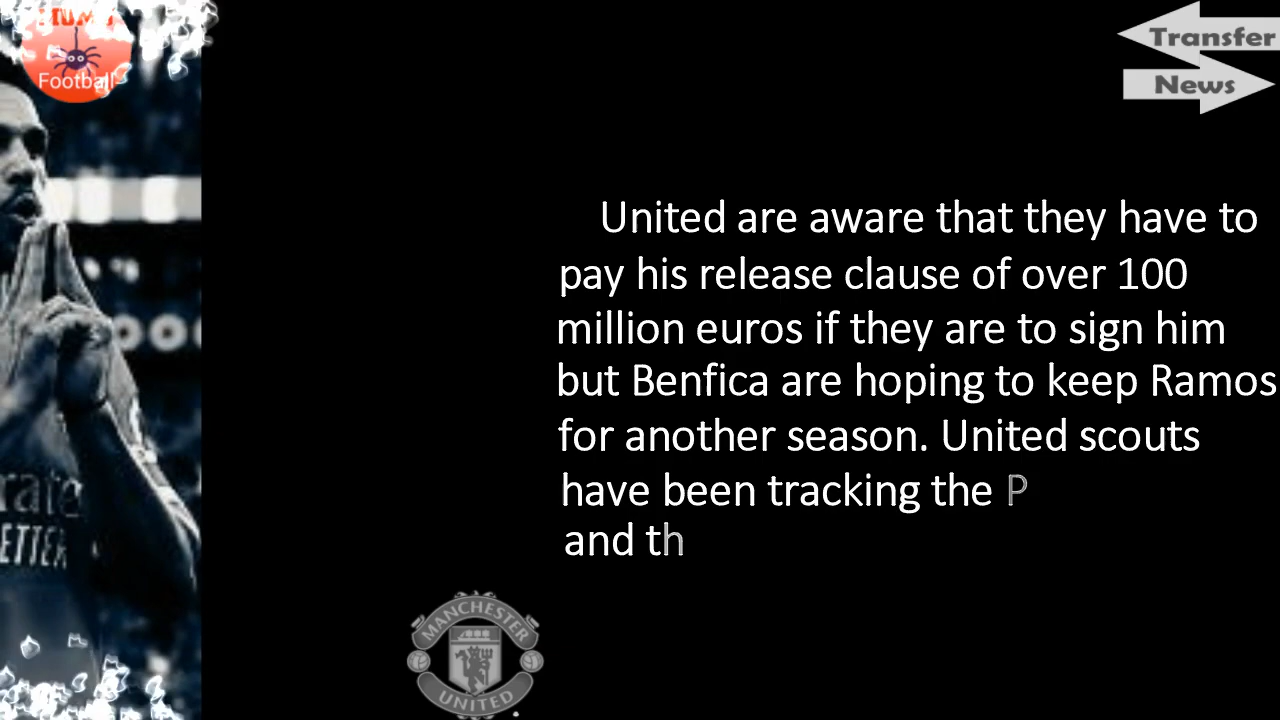 Football
Transfer
News
United are aware that they have to
pay his release clause of over 100
million euros if they are to sign him
but Benfica are hoping to keep Ramos
for another season. United scouts
have been tracking the P
and th
MANCHESTER
UNITED